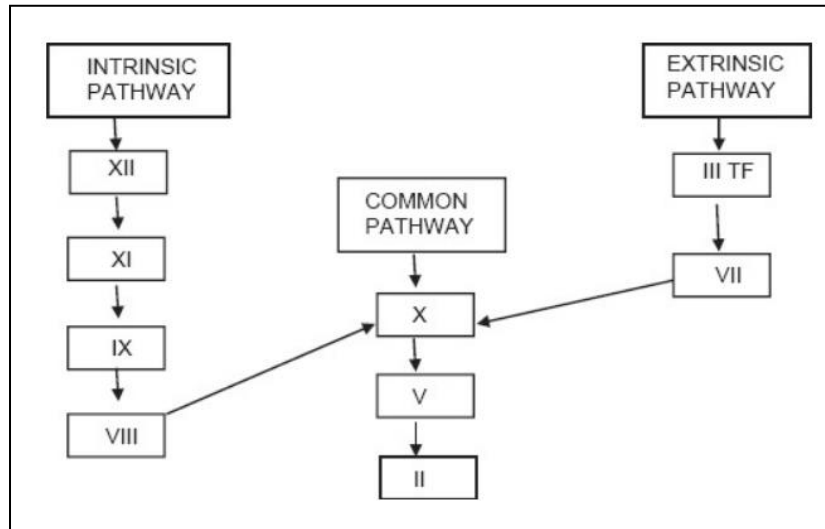 INTRINSIC
PATHWAY
XII
XI
IX
VIII
COMMON
PATHWAY
X
V
II
EXTRINSIC
PATHWAY
III TF
VII